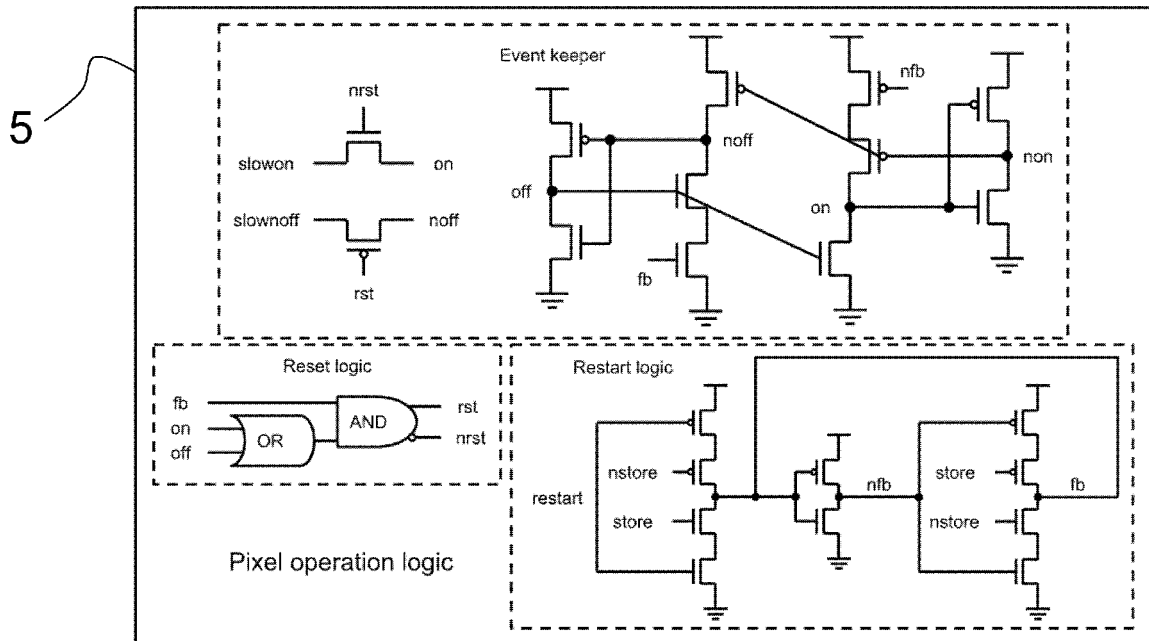 5
Event keeper
nrst
slowon
on
slownoff
noff
rst
off
noff
fb
nfb
on
non
Reset logic
fb
on
off
OR
AND
rst
nrst
Restart logic
restart
nstore
store
nfb
store
nstore
fb
Pixel operation logic